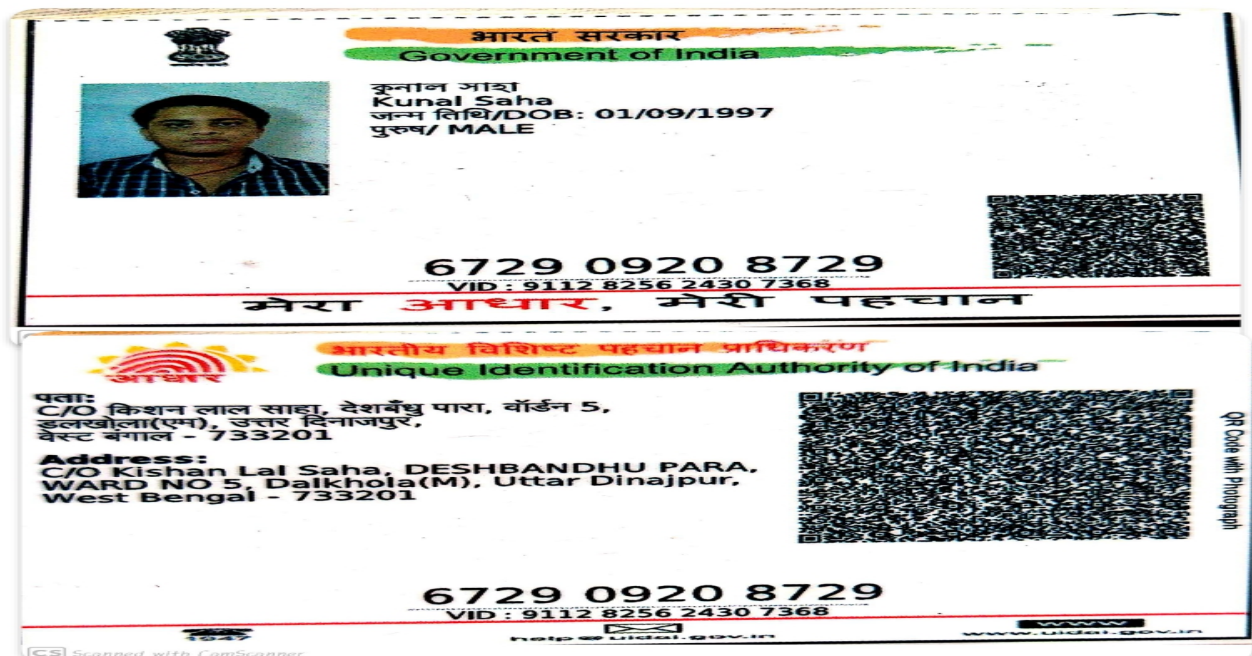 भारत सरकार
Government of India
कुनाल साहा
Kunal Saha
जन्म तिथि/DOB: 01/09/1997
पुरुष/ MALE
6729 0920 8729
VID : 9112 8256 2430 7368
मेरा आधार, मेरी पहचान
भारतीय विशिष्ट पहचान प्राधिकरण
Unique Identification Authority of India
आधार
पता:
C/O किशन लाल साहा, देशबँधु पारा, वॉर्डन 5,
डलखोला(एम), उत्तर दिनाजपुर,
वेस्ट बंगाल - 733201
Address:
C/O Kishan Lal Saha, DESHBANDHU PARA,
WARD NO 5, Dalkhola(M), Uttar Dinajpur,
West Bengal - 733201
QR Code with Photograph
6729 0920 8729
VID : 9112 8256 2430 7368
1947
help@uidai.gov.in
www
www.uidai.gov.in
CS Scanned with CamScanner